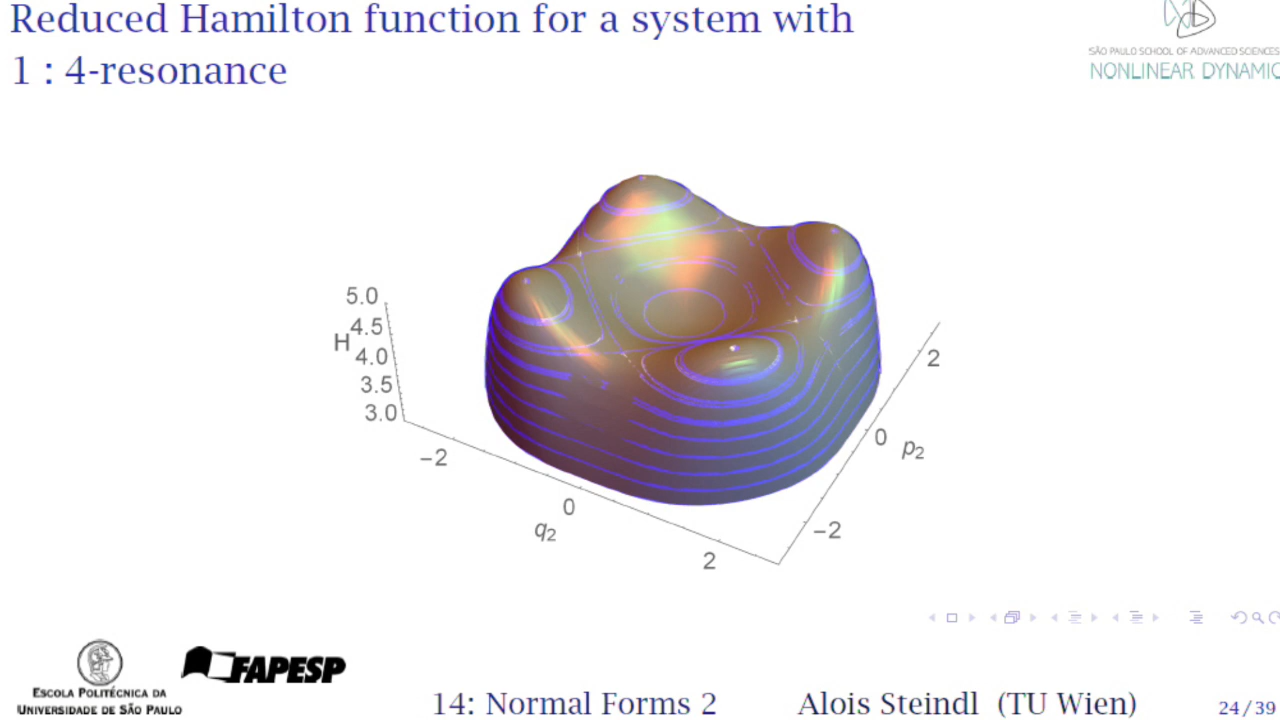 Reduced Hamilton function for a system with
1 : 4-resonance
SÃO PAULO SCHOOL OF ADVANCED SCIENCES
NONLINEAR DYNAMIC
5.0
4.5
H
4.0
3.5
3.0
−2
0
2
q2
2
0
−2
p2
ESCOLA POLITÉCNICA DA
UNIVERSIDADE DE SÃO PAULO
FAPESP
14: Normal Forms 2
Alois Steindl (TU Wien)
24/39